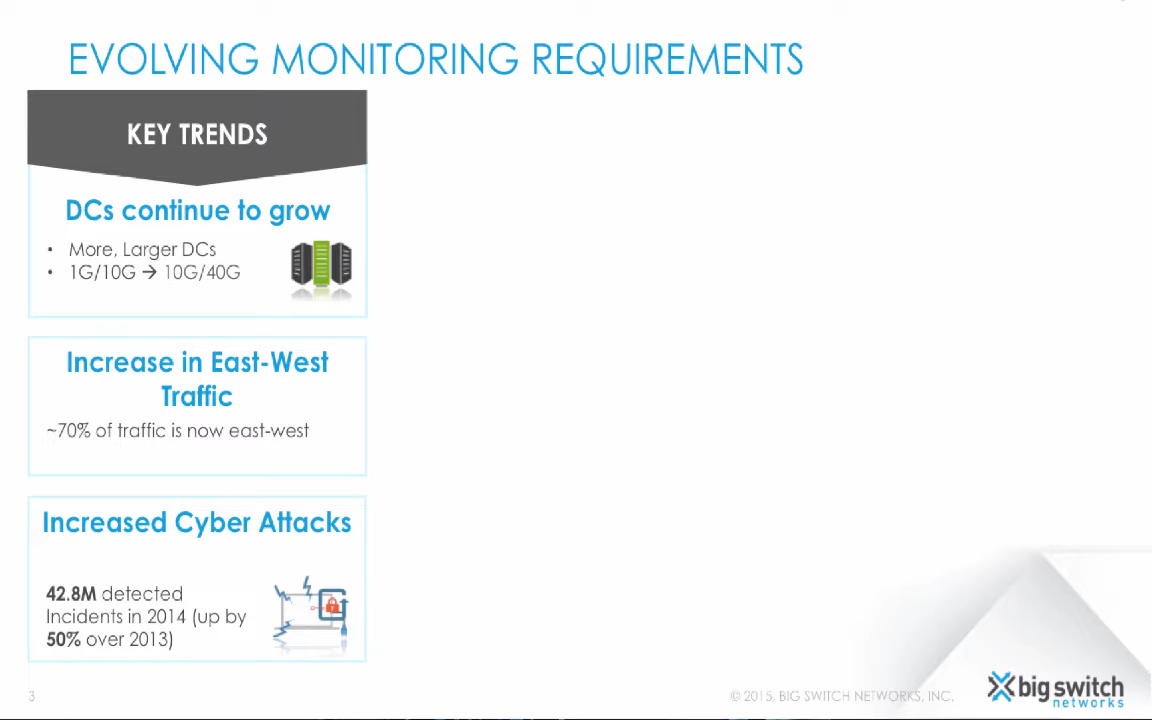 EVOLVING MONITORING REQUIREMENTS
KEY TRENDS
DCs continue to grow
• More, Larger DCs
• 1G/10G → 10G/40G
Increase in East-West
Traffic
~70% of traffic is now east-west
Increased Cyber Attacks
42.8M detected
Incidents in 2014 (up by
50% over 2013)
3
© 2015, BIG SWITCH NETWORKS, INC.
big switch
networks